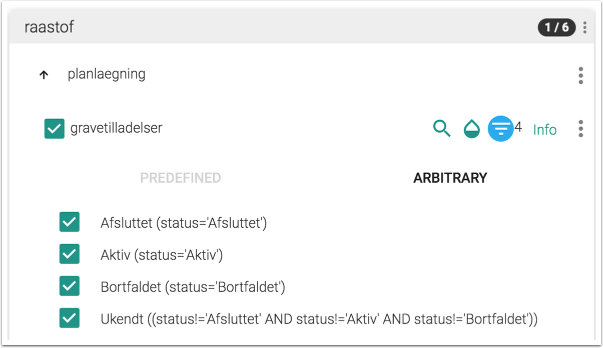 raastof 1 / 6
planlaegning
gravetilladelser 4 Info
PREDEFINED ARBITRARY
Afsluttet (status='Afsluttet')
Aktiv (status='Aktiv')
Bortfaldet (status='Bortfaldet')
Ukendt ((status!='Afsluttet' AND status!='Aktiv' AND status!='Bortfaldet'))